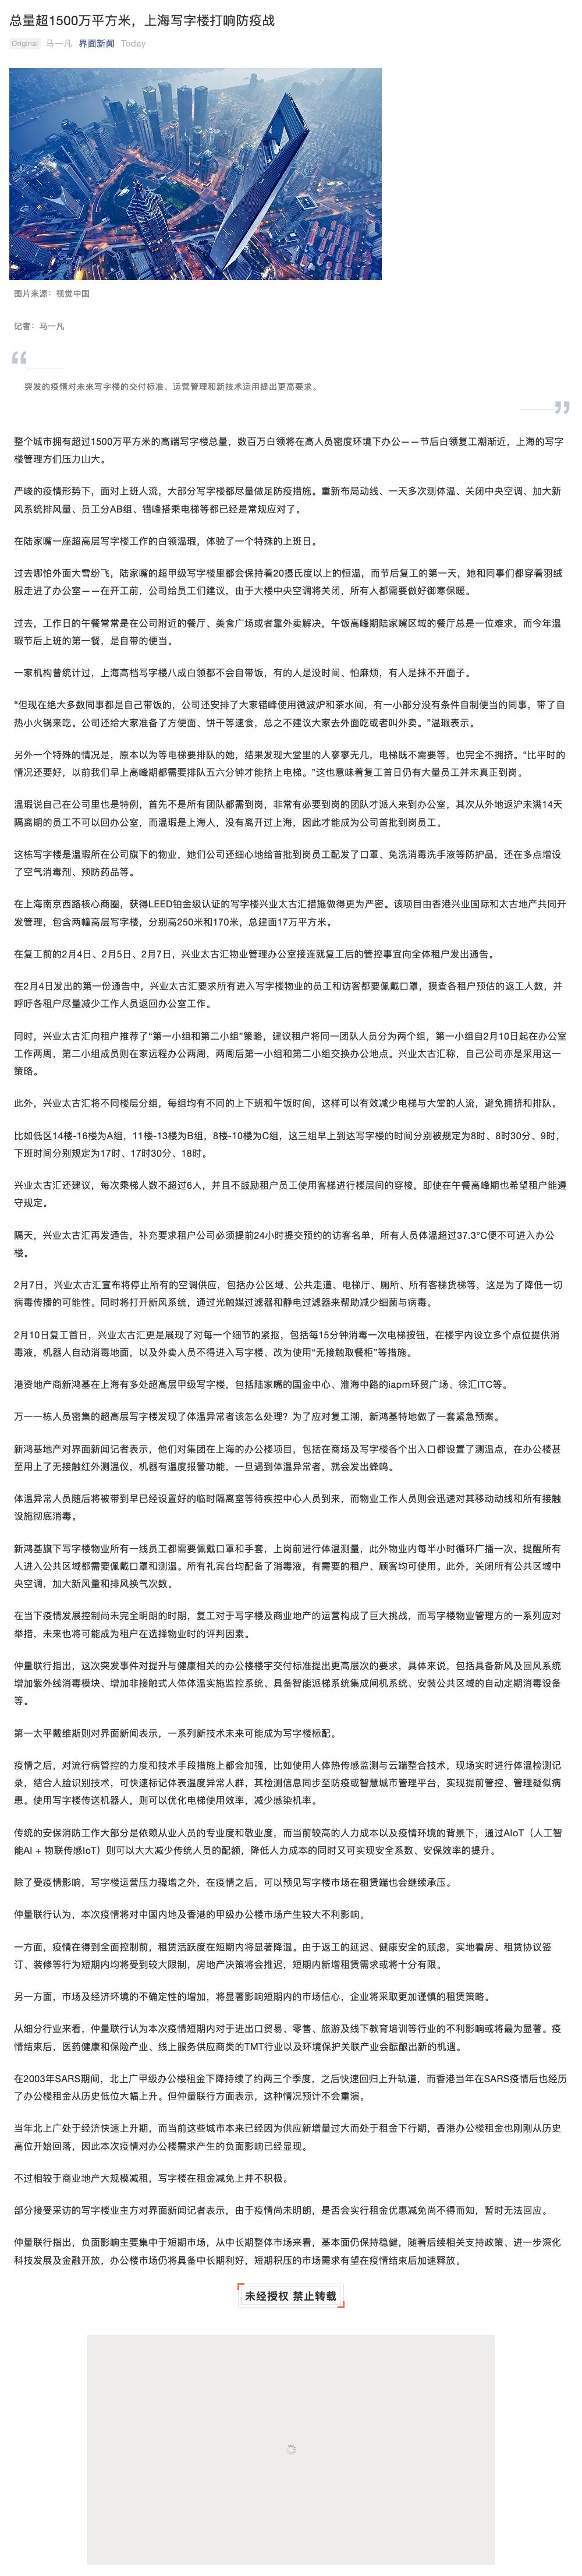 总量超1500万平方米，上海写字楼打响防疫战
Original 马一凡 界面新闻 Today
图片来源：视觉中国
记者：马一凡
突发的疫情对未来写字楼的交付标准、运营管理和新技术运用提出更高要求。
整个城市拥有超过1500万平方米的高端写字楼总量，数百万白领将在高人员密度环境下办公——节后白领复工潮渐近，上海的写字
楼管理方们压力山大。
严峻的疫情形势下，面对上班人流，大部分写字楼都尽量做足防疫措施。重新布局动线、一天多次测体温、关闭中央空调、加大新
风系统排风量、员工分AB组、错峰搭乘电梯等都已经是常规应对了。
在陆家嘴一座超高层写字楼工作的白领温瑕，体验了一个特殊的上班日。
过去哪怕外面大雪纷飞，陆家嘴的超甲级写字楼里都会保持着20摄氏度以上的恒温，而节后复工的第一天，她和同事们都穿着羽绒
服走进了办公室——在开工前，公司给员工们建议，由于大楼中央空调将关闭，所有人都需要做好御寒保暖。
过去，工作日的午餐常常是在公司附近的餐厅、美食广场或者靠外卖解决，午饭高峰期陆家嘴区域的餐厅总是一位难求，而今年温
瑕节后上班的第一餐，是自带的便当。
一家机构曾统计过，上海高档写字楼八成白领都不会自带饭，有的人是没时间、怕麻烦，有人是抹不开面子。
“但现在绝大多数同事都是自己带饭的，公司还安排了大家错峰使用微波炉和茶水间，有一小部分没有条件自制便当的同事，带了自
热小火锅来吃。公司还给大家准备了方便面、饼干等速食，总之不建议大家去外面吃或者叫外卖。”温瑕表示。
另外一个特殊的情况是，原本以为等电梯要排队的她，结果发现大堂里的人寥寥无几，电梯既不需要等，也完全不拥挤。“比平时的
情况还要好，以前我们早上高峰期都需要排队五六分钟才能挤上电梯。”这也意味着复工首日仍有大量员工并未真正到岗。
温瑕说自己在公司里也是特例，首先不是所有团队都需到岗，非常有必要到岗的团队才派人来到办公室，其次从外地返沪未满14天
隔离期的员工不可以回办公室，而温瑕是上海人，没有离开过上海，因此才能成为公司首批到岗员工。
这栋写字楼是温瑕所在公司旗下的物业，她们公司还细心地给首批到岗员工配发了口罩、免洗消毒洗手液等防护品，还在多点增设
了空气消毒剂、预防药品等。
在上海南京西路核心商圈，获得LEED铂金级认证的写字楼兴业太古汇措施做得更为严密。该项目由香港兴业国际和太古地产共同开
发管理，包含两幢高层写字楼，分别高250米和170米，总建面17万平方米。
在复工前的2月4日、2月5日、2月7日，兴业太古汇物业管理办公室接连就复工后的管控事宜向全体租户发出通告。
在2月4日发出的第一份通告中，兴业太古汇要求所有进入写字楼物业的员工和访客都要佩戴口罩，摸查各租户预估的返工人数，并
呼吁各租户尽量减少工作人员返回办公室工作。
同时，兴业太古汇向租户推荐了“第一小组和第二小组”策略，建议租户将同一团队人员分为两个组，第一小组自2月10日起在办公室
工作两周，第二小组成员则在家远程办公两周，两周后第一小组和第二小组交换办公地点。兴业太古汇称，自己公司亦是采用这一
策略。
此外，兴业太古汇将不同楼层分组，每组均有不同的上下班和午饭时间，这样可以有效减少电梯与大堂的人流，避免拥挤和排队。
比如低区14楼-16楼为A组，11楼-13楼为B组，8楼-10楼为C组，这三组早上到达写字楼的时间分别被规定为8时、8时30分、9时，
下班时间分别规定为17时、17时30分、18时。
兴业太古汇还建议，每次乘梯人数不超过6人，并且不鼓励租户员工使用客梯进行楼层间的穿梭，即使在午餐高峰期也希望租户能遵
守规定。
隔天，兴业太古汇再发通告，补充要求租户公司必须提前24小时提交预约的访客名单，所有人员体温超过37.3°C便不可进入办公
楼。
2月7日，兴业太古汇宣布将停止所有的空调供应，包括办公区域、公共走道、电梯厅、厕所、所有客梯货梯等，这是为了降低一切
病毒传播的可能性。同时将打开新风系统，通过光触媒过滤器和静电过滤器来帮助减少细菌与病毒。
2月10日复工首日，兴业太古汇更是展现了对每一个细节的紧抠，包括每15分钟消毒一次电梯按钮，在楼宇内设立多个点位提供消
毒液，机器人自动消毒地面，以及外卖人员不得进入写字楼、改为使用“无接触取餐柜”等措施。
港资地产商新鸿基在上海有多处超高层甲级写字楼，包括陆家嘴的国金中心、淮海中路的iapm环贸广场、徐汇ITC等。
万一一栋人员密集的超高层写字楼发现了体温异常者该怎么处理？为了应对复工潮，新鸿基特地做了一套紧急预案。
新鸿基地产对界面新闻记者表示，他们对集团在上海的办公楼项目，包括在商场及写字楼各个出入口都设置了测温点，在办公楼甚
至用上了无接触红外测温仪，机器有温度报警功能，一旦遇到体温异常者，就会发出蜂鸣。
体温异常人员随后将被带到早已经设置好的临时隔离室等待疾控中心人员到来，而物业工作人员则会迅速对其移动动线和所有接触
设施彻底消毒。
新鸿基旗下写字楼物业所有一线员工都需要佩戴口罩和手套，上岗前进行体温测量，此外物业内每半小时循环广播一次，提醒所有
人进入公共区域都需要佩戴口罩和测温。所有礼宾台均配备了消毒液，有需要的租户、顾客均可使用。此外，关闭所有公共区域中
央空调，加大新风量和排风换气次数。
在当下疫情发展控制尚未完全明朗的时期，复工对于写字楼及商业地产的运营构成了巨大挑战，而写字楼物业管理方的一系列应对
举措，未来也将可能成为租户在选择物业时的评判因素。
仲量联行指出，这次突发事件对提升与健康相关的办公楼楼宇交付标准提出更高层次的要求，具体来说，包括具备新风及回风系统
增加紫外线消毒模块、增加非接触式人体体温实施监控系统、具备智能派梯系统集成闸机系统、安装公共区域的自动定期消毒设备
等。
第一太平戴维斯则对界面新闻表示，一系列新技术未来可能成为写字楼标配。
疫情之后，对流行病管控的力度和技术手段措施上都会加强，比如使用人体热传感监测与云端整合技术，现场实时进行体温检测记
录，结合人脸识别技术，可快速标记体表温度异常人群，其检测信息同步至防疫或智慧城市管理平台，实现提前管控、管理疑似病
患。使用写字楼传送机器人，则可以优化电梯使用效率，减少感染机率。
传统的安保消防工作大部分是依赖从业人员的专业度和敬业度，而当前较高的人力成本以及疫情环境的背景下，通过AIoT（人工智
能AI + 物联传感IoT）则可以大大减少传统人员的配额，降低人力成本的同时又可实现安全系数、安保效率的提升。
除了受疫情影响，写字楼运营压力骤增之外，在疫情之后，可以预见写字楼市场在租赁端也会继续承压。
仲量联行认为，本次疫情将对中国内地及香港的甲级办公楼市场产生较大不利影响。
一方面，疫情在得到全面控制前，租赁活跃度在短期内将显著降温。由于返工的延迟、健康安全的顾虑，实地看房、租赁协议签
订、装修等行为短期内均将受到较大限制，房地产决策将会推迟，短期内新增租赁需求或将十分有限。
另一方面，市场及经济环境的不确定性的增加，将显著影响短期内的市场信心，企业将采取更加谨慎的租赁策略。
从细分行业来看，仲量联行认为本次疫情短期内对于进出口贸易、零售、旅游及线下教育培训等行业的不利影响或将最为显著。疫
情结束后，医药健康和保险产业、线上服务供应商类的TMT行业以及环境保护关联产业会酝酿出新的机遇。
在2003年SARS期间，北上广甲级办公楼租金下降持续了约两三个季度，之后快速回归上升轨道，而香港当年在SARS疫情后也经历
了办公楼租金从历史低位大幅上升。但仲量联行方面表示，这种情况预计不会重演。
当年北上广处于经济快速上升期，而当前这些城市本来已经因为供应新增量过大而处于租金下行期，香港办公楼租金也刚刚从历史
高位开始回落，因此本次疫情对办公楼需求产生的负面影响已经显现。
不过相较于商业地产大规模减租，写字楼在租金减免上并不积极。
部分接受采访的写字楼业主方对界面新闻记者表示，由于疫情尚未明朗，是否会实行租金优惠减免尚不得而知，暂时无法回应。
仲量联行指出，负面影响主要集中于短期市场，从中长期整体市场来看，基本面仍保持稳健，随着后续相关支持政策、进一步深化
科技发展及金融开放，办公楼市场仍将具备中长期利好，短期积压的市场需求有望在疫情结束后加速释放。
未经授权 禁止转载